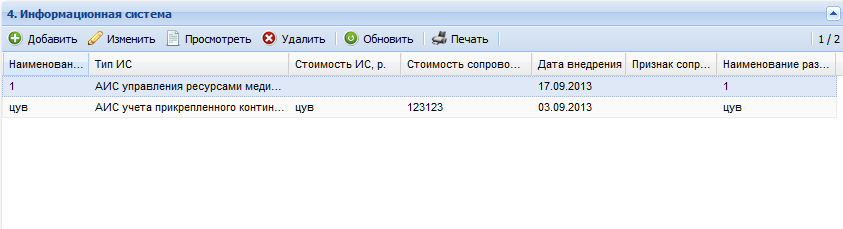 4. Информационная система
Добавить Изменить Просмотреть Удалить Обновить Печать 1 / 2
Наименован... Тип ИС Стоимость ИС, р. Стоимость сопрово... Дата внедрения Признак сопр... Наименование раз...
1 АИС управления ресурсами меди... 17.09.2013 1
цув АИС учета прикрепленного контин... цув 123123 03.09.2013 цув